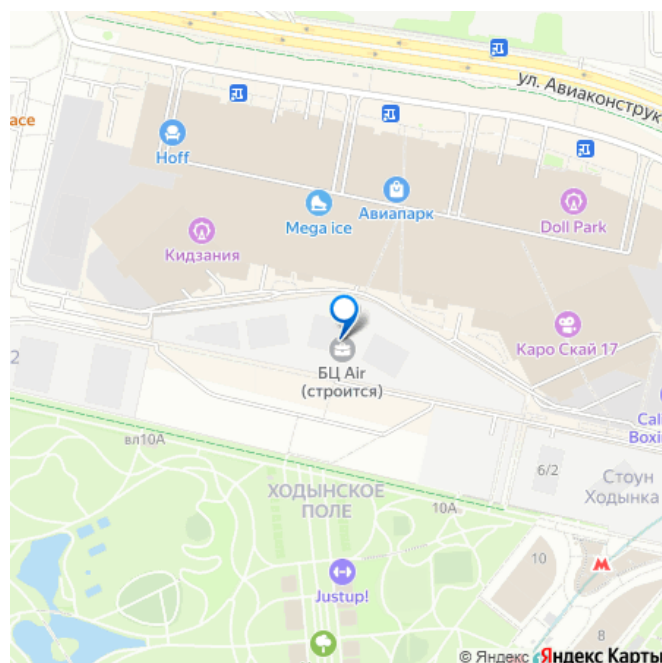 ул. Авиаконструк
ace
Hoff
Mega ice
Авиапарк
Doll Park
Кидзания
Каро Скай 17
БЦ Air
(строится)
2
Cali
Boxi
вл10А
6/2
Стоун
Ходынка
ХОДЫНСКОЕ
ПОЛЕ
10А
10
Justup!
8
© Яндекс Яндекс Карты